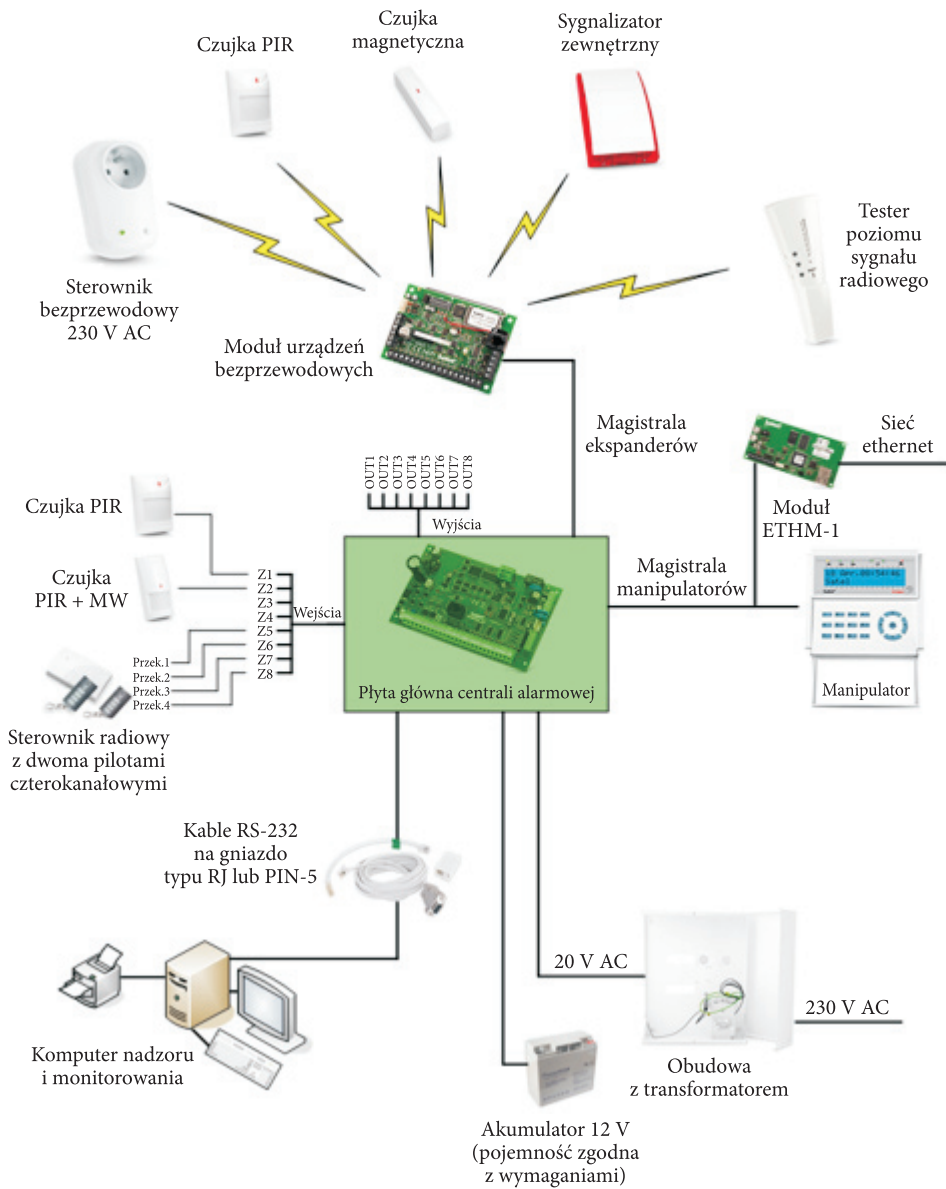 Czujka PIR
Czujka
magnetyczna
Sygnalizator
zewnętrzny
Tester
poziomu
sygnału
radiowego
Sterownik
bezprzewodowy
230 V AC
Moduł urządzeń
bezprzewodowych
Magistrala
ekspanderów
Sieć
ethernet
Moduł
ETHM-1
OUT1
OUT2
OUT3
OUT4
OUT5
OUT6
OUT7
OUT8
Wyjścia
Czujka PIR
Czujka
PIR + MW
Z1
Z2
Z3
Z4
Z5
Z6
Z7
Z8
Wejścia
Przek.1
Przek.2
Przek.3
Przek.4
Sterownik radiowy
z dwoma pilotami
czterokanałowymi
Magistrala
manipulatorów
Manipulator
Płyta główna centrali alarmowej
Kable RS-232
na gniazdo
typu RJ lub PIN-5
Komputer nadzoru
i monitorowania
20 V AC
230 V AC
Obudowa
z transformatorem
Akumulator 12 V
(pojemność zgodna
z wymaganiami)